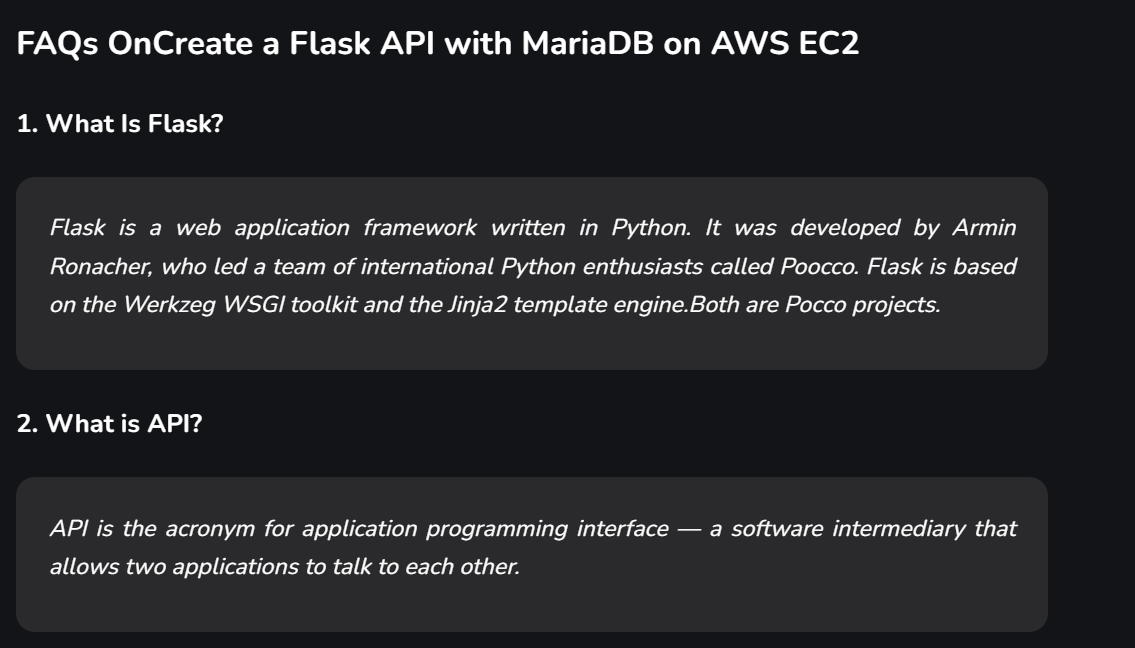 FAQs OnCreate a Flask API with MariaDB on AWS EC2
1. What Is Flask?
Flask is a web application framework written in Python. It was developed by Armin
Ronacher, who led a team of international Python enthusiasts called Poocco. Flask is based
on the Werkzeg WSGI toolkit and the Jinja2 template engine.Both are Pocco projects.
2. What is API?
API is the acronym for application programming interface — a software intermediary that
allows two applications to talk to each other.